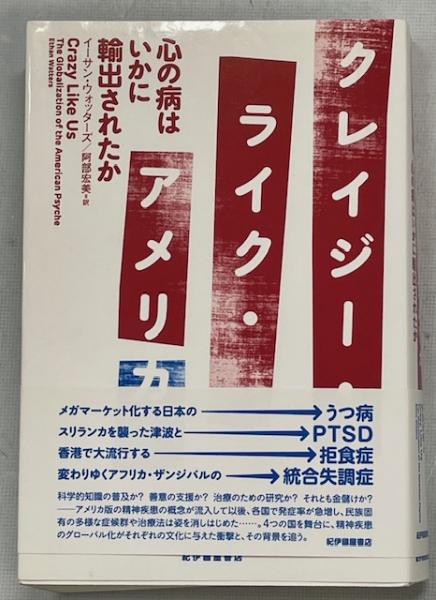 クレイジー・
ライク・
アメリカ
心の病は
いかに
輸出されたか
イーサン・ウォッターズ／阿部宏美=訳
Crazy Like Us
The Globalization of the American Psyche
Ethan Watters
メガマーケット化する日本の→うつ病
スリランカを襲った津波と→PTSD
香港で大流行する→拒食症
変わりゆくアフリカ・ザンジバルの→統合失調症
科学的知識の普及か? 善意の支援か? 治療のための研究か? それとも金儲けか?
――アメリカ版の精神疾患の概念が流入して以後、各国で発症率が急増し、民族固
有の多様な症候群や治療法は姿を消しはじめた……。4つの国を舞台に、精神疾患
のグローバル化がそれぞれの文化に与えた衝撃と、その背景を追う。
紀伊國屋書店
紀伊國屋書店